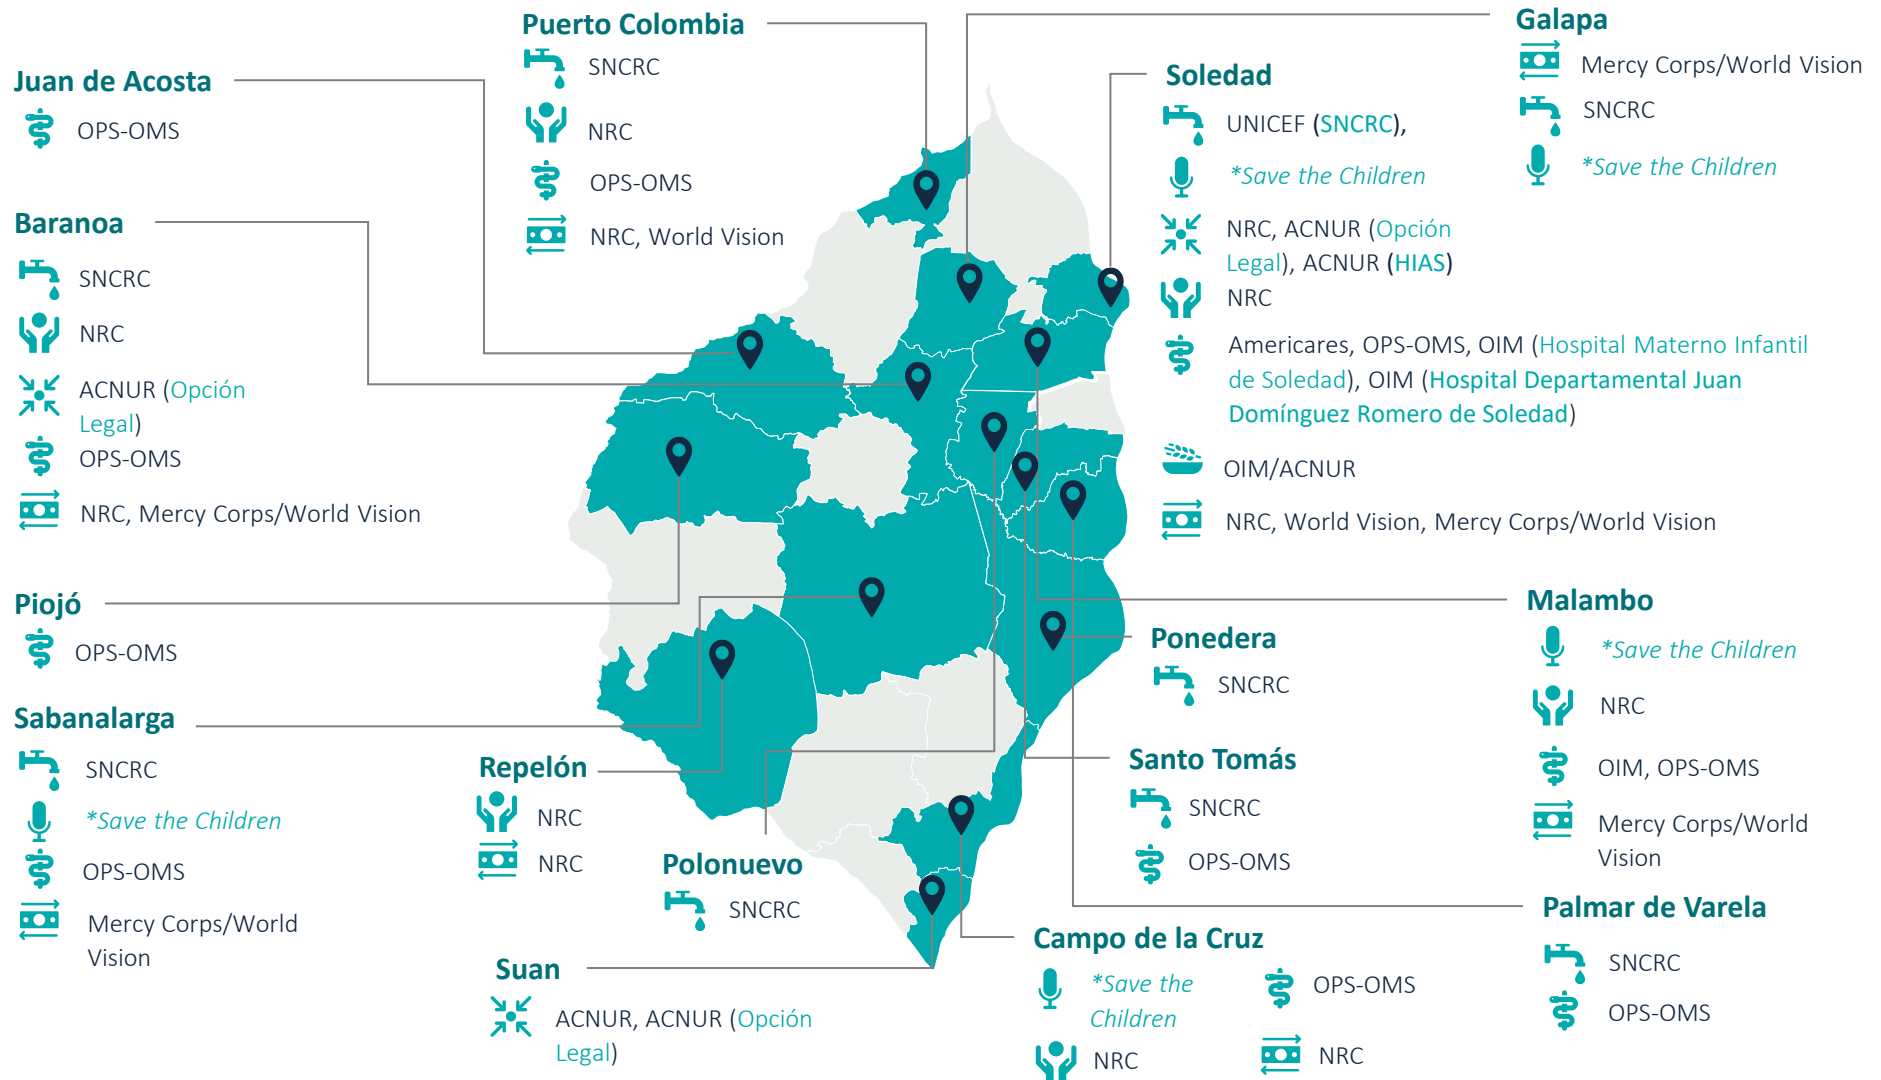 Juan de Acosta
OPS-OMS
Baranoa
SNCRC
NRC
ACNUR (Opción
Legal)
OPS-OMS
NRC, Mercy Corps/World Vision
Piojó
OPS-OMS
Sabanalarga
SNCRC
*Save the Children
OPS-OMS
Mercy Corps/World
Vision
Puerto Colombia
SNCRC
NRC
OPS-OMS
NRC, World Vision
Repelón
NRC
NRC
Polonuevo
SNCRC
Suan
ACNUR, ACNUR (Opción
Legal)
Galapa
Mercy Corps/World Vision
SNCRC
*Save the Children
Soledad
UNICEF (SNCRC),
*Save the Children
NRC, ACNUR (Opción
Legal), ACNUR (HIAS)
NRC
Americares, OPS-OMS, OIM (Hospital Materno Infantil
de Soledad), OIM (Hospital Departamental Juan
Domínguez Romero de Soledad)
OIM/ACNUR
NRC, World Vision, Mercy Corps/World Vision
Ponedera
SNCRC
Santo Tomás
SNCRC
OPS-OMS
Malambo
*Save the Children
NRC
OIM, OPS-OMS
Mercy Corps/World
Vision
Palmar de Varela
SNCRC
OPS-OMS
Campo de la Cruz
*Save the
Children
NRC
OPS-OMS
NRC